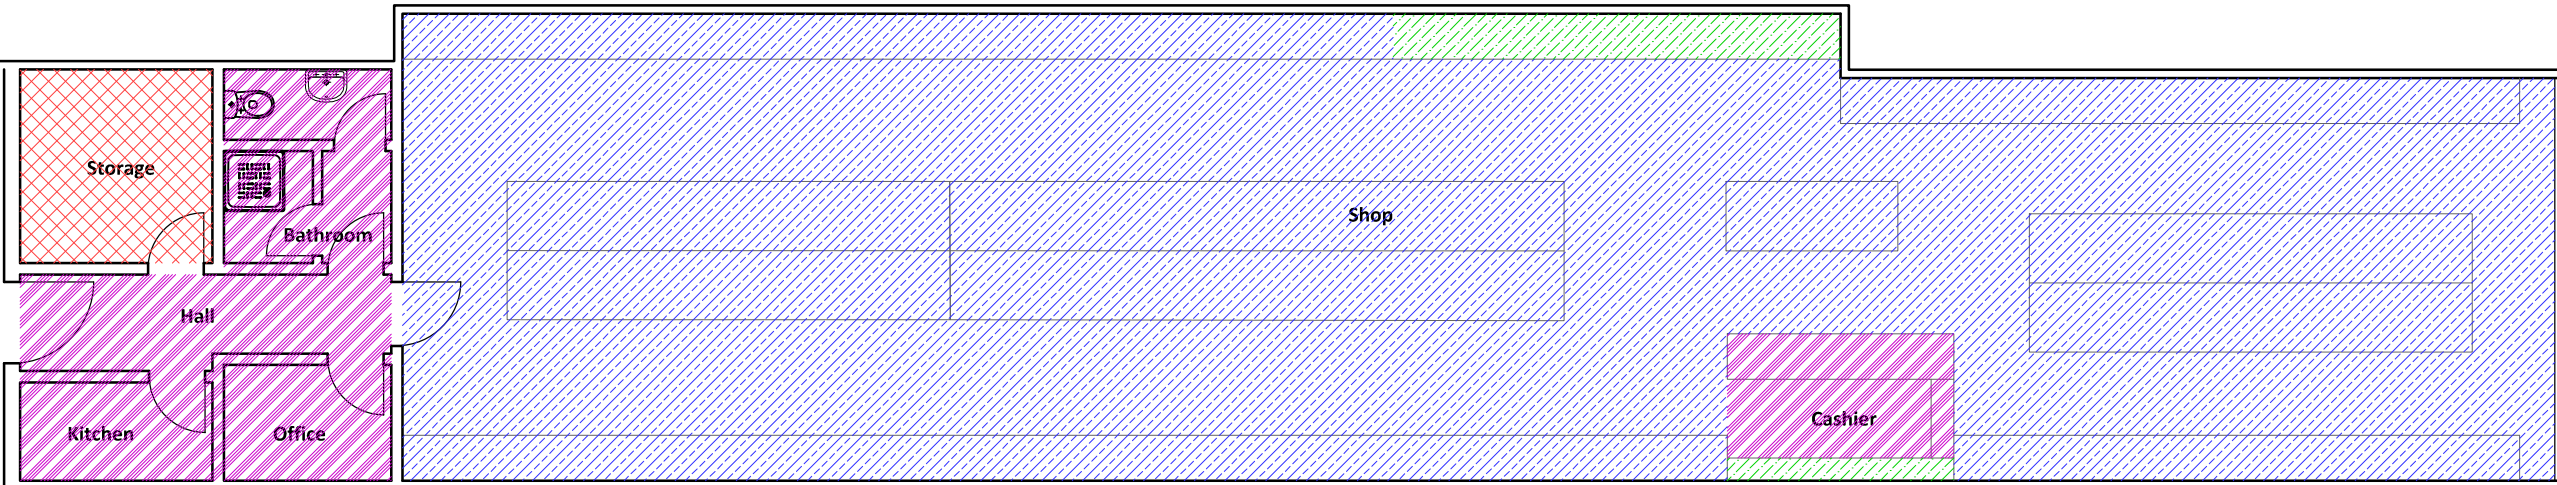 Storage
Shop
Bathroom
Hall
Cashier
Kitchen
Office